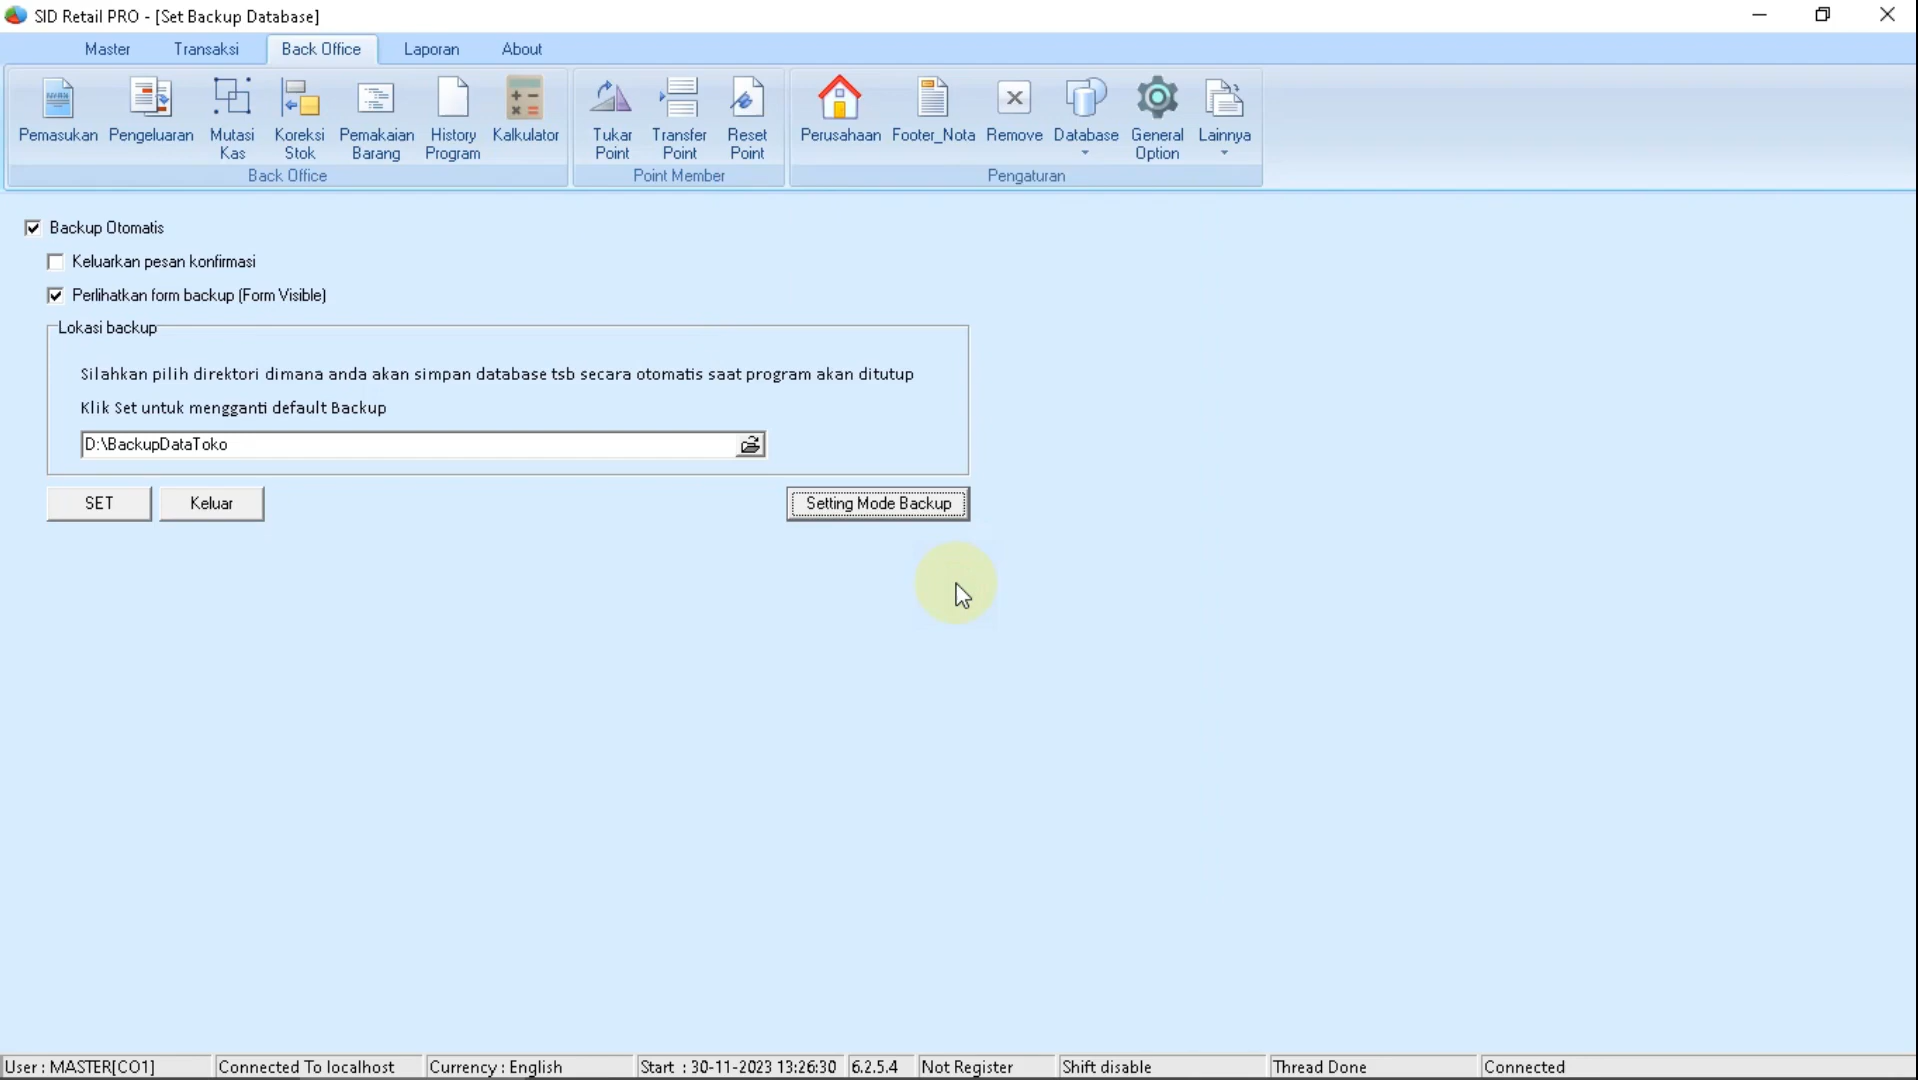 SID Retail PRO - [Set Backup Database]
Master Transaksi Back Office Laporan About
Pemasukan Pengeluaran Mutasi Kas Koreksi Stok Pemakaian Barang History Program Kalkulator
Back Office
Tukar Point Transfer Point Reset Point
Point Member
Perusahaan Footer_Nota Remove Database General Option Lainnya
Pengaturan
Backup Otomatis
Keluarkan pesan konfirmasi
Perlihatkan form backup (Form Visible)
Lokasi backup
Silahkan pilih direktori dimana anda akan simpan database tsb secara otomatis saat program akan ditutup
Klik Set untuk mengganti default Backup
D:\BackupDataToko
SET Keluar Setting Mode Backup
User : MASTER[CO1] Connected To localhost Currency : English Start : 30-11-2023 13:26:30 6.2.5.4 Not Register Shift disable Thread Done Connected